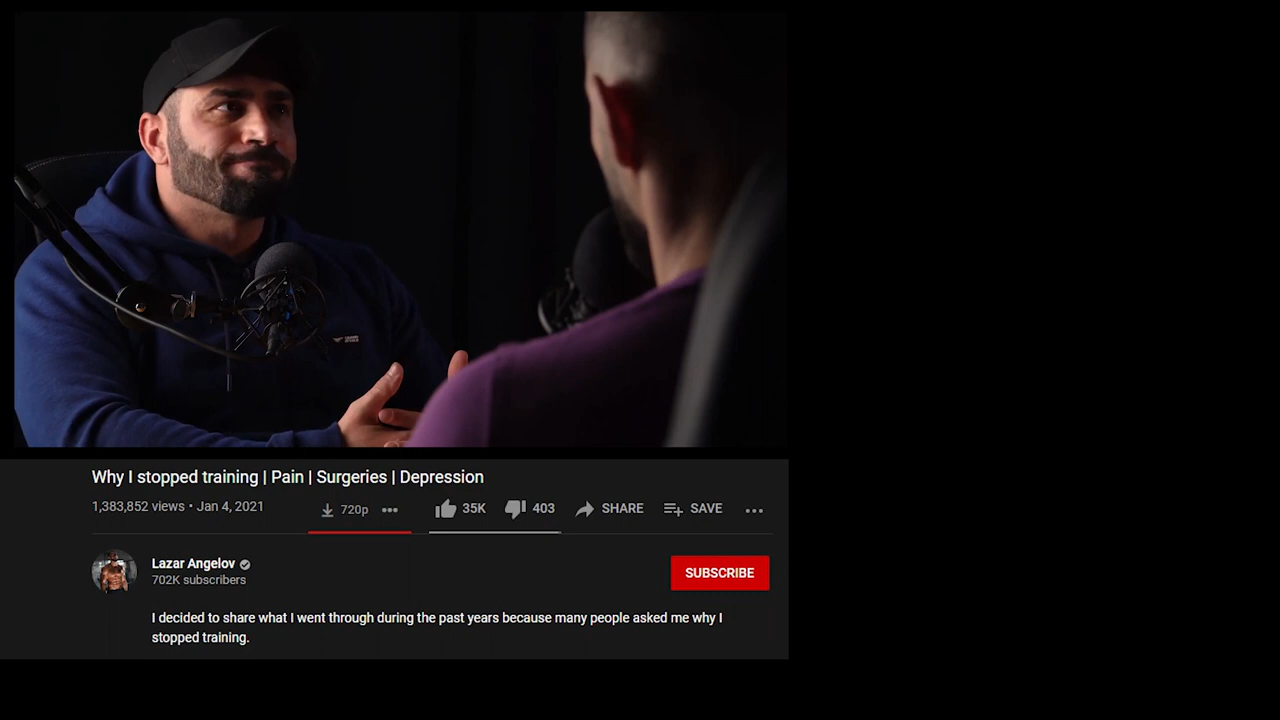 Why I stopped training | Pain | Surgeries | Depression
1,383,852 views • Jan 4, 2021 720p ••• 35K 403 SHARE SAVE ...
Lazar Angelov
702K subscribers
SUBSCRIBE
I decided to share what I went through during the past years because many people asked me why I
stopped training.